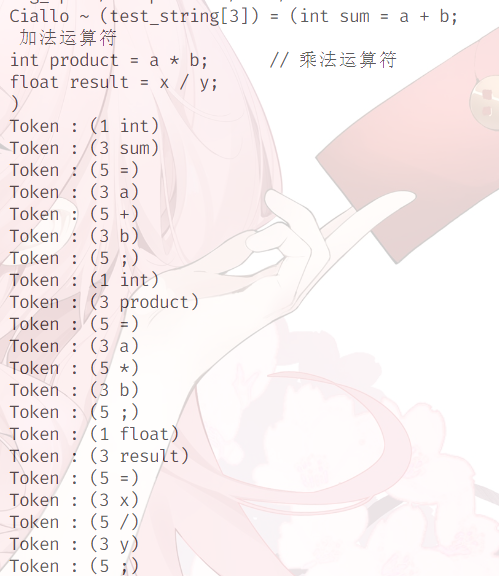 Ciallo ~ (test_string[3]) = (int sum = a + b;
 加法运算符
int product = a * b;      // 乘法运算符
float result = x / y;
)
Token : (1 int)
Token : (3 sum)
Token : (5 =)
Token : (3 a)
Token : (5 +)
Token : (3 b)
Token : (5 ;)
Token : (1 int)
Token : (3 product)
Token : (5 =)
Token : (3 a)
Token : (5 *)
Token : (3 b)
Token : (5 ;)
Token : (1 float)
Token : (3 result)
Token : (5 =)
Token : (3 x)
Token : (5 /)
Token : (3 y)
Token : (5 ;)